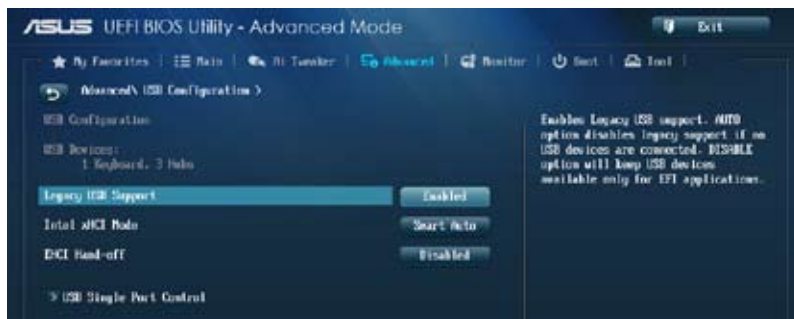 ASUS UEFI BIOS Utility - Advanced Mode
Exit
My Favorites | Main | Ai Tweaker | Advanced | Monitor | Boot | Tool
Advanced\ USB Configuration >
USB Configuration
USB Devices:
1 Keyboard, 3 Hubs
Legacy USB Support
Enabled
Intel xHCI Mode
Smart Auto
EHCI Hand-off
Disabled
> USB Single Port Control
Enables Legacy USB support. AUTO
option disables legacy support if no
USB devices are connected. DISABLE
option will keep USB devices
available only for EFI applications.